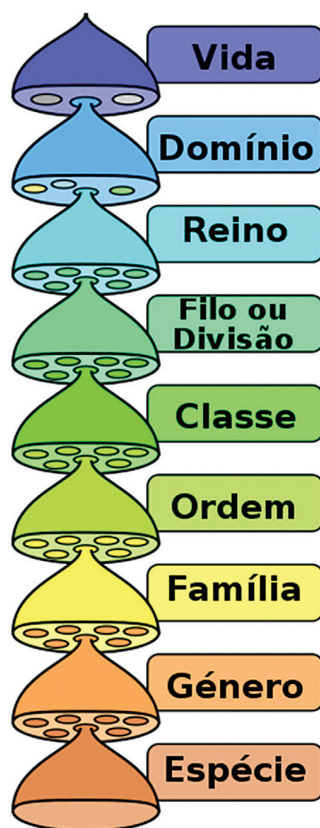 Vida
Domínio
Reino
Filo ou
Divisão
Classe
Ordem
Família
Género
Espécie